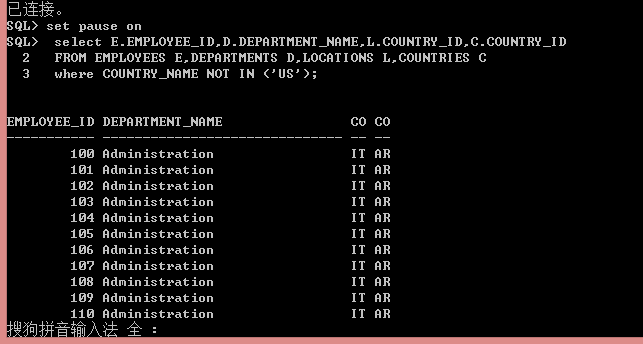 已连接。
SQL> set pause on
SQL>  select E.EMPLOYEE_ID,D.DEPARTMENT_NAME,L.COUNTRY_ID,C.COUNTRY_ID
  2   FROM EMPLOYEES E,DEPARTMENTS D,LOCATIONS L,COUNTRIES C
  3   where COUNTRY_NAME NOT IN ('US');
EMPLOYEE_ID DEPARTMENT_NAME                CO CO
----------- ------------------------------ -- --
        100 Administration                 IT AR
        101 Administration                 IT AR
        102 Administration                 IT AR
        103 Administration                 IT AR
        104 Administration                 IT AR
        105 Administration                 IT AR
        106 Administration                 IT AR
        107 Administration                 IT AR
        108 Administration                 IT AR
        109 Administration                 IT AR
        110 Administration                 IT AR
搜狗拼音输入法 全 :